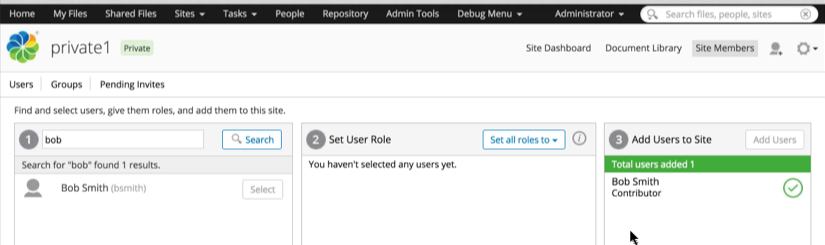 Home My Files Shared Files Sites Tasks People Repository Admin Tools Debug Menu Administrator Search files, people, sites
private1 Private Site Dashboard Document Library Site Members
Users Groups Pending Invites
Find and select users, give them roles, and add them to this site.
1 bob Search
Search for "bob" found 1 results.
Bob Smith (bsmith) Select
2 Set User Role Set all roles to
You haven't selected any users yet.
3 Add Users to Site Add Users
Total users added 1
Bob Smith
Contributor